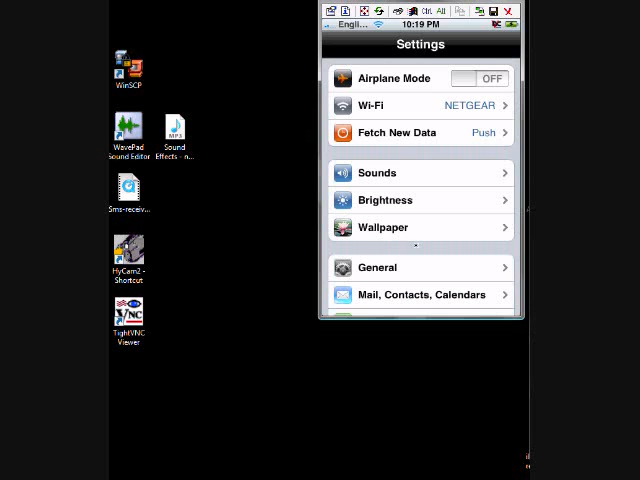 WinSCP
WavePad
Sound Editor
Sound
Effects - n...
Sms-receiv...
HyCam2 -
Shortcut
TightVNC
Viewer
Ctrl Alt
Engli...
10:19 PM
Settings
Airplane Mode OFF
Wi-Fi NETGEAR
Fetch New Data Push
Sounds
Brightness
Wallpaper
General
Mail, Contacts, Calendars